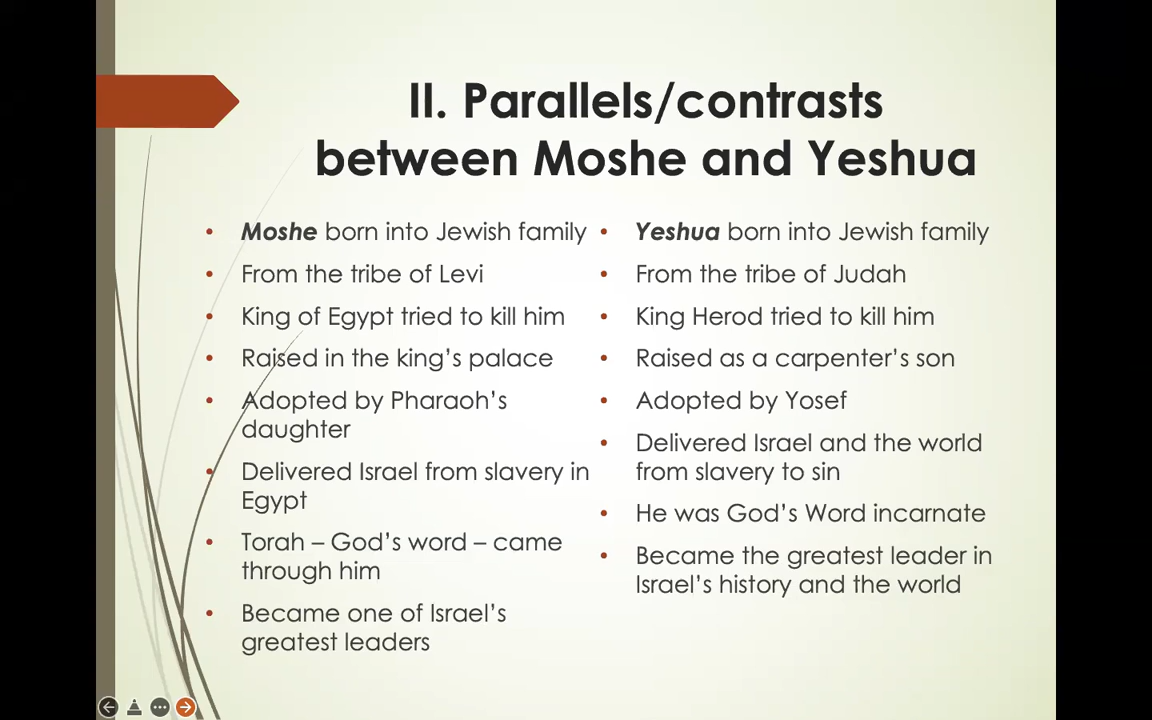 II. Parallels/contrasts
between Moshe and Yeshua
• Moshe born into Jewish family
• From the tribe of Levi
• King of Egypt tried to kill him
• Raised in the king’s palace
• Adopted by Pharaoh’s
daughter
• Delivered Israel from slavery in
Egypt
• Torah – God’s word – came
through him
• Became one of Israel’s
greatest leaders
• Yeshua born into Jewish family
• From the tribe of Judah
• King Herod tried to kill him
• Raised as a carpenter’s son
• Adopted by Yosef
• Delivered Israel and the world
from slavery to sin
• He was God’s Word incarnate
• Became the greatest leader in
Israel’s history and the world